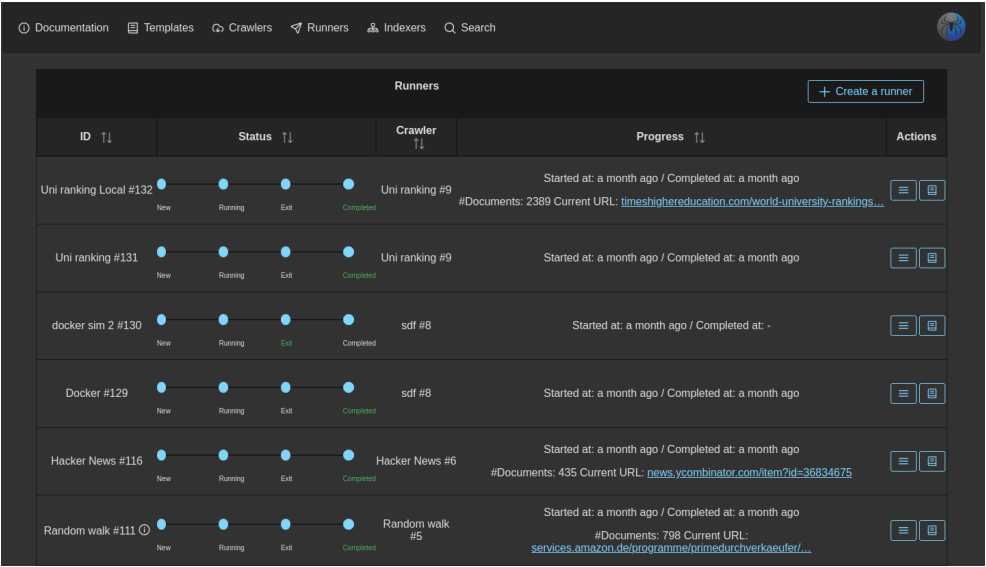 Documentation Templates Crawlers Runners Indexers Search
Runners
Create a runner
ID Status Crawler Progress Actions
Uni ranking Local #132 New Running Exit Completed Uni ranking #9 Started at: a month ago / Completed at: a month ago
#Documents: 2389 Current URL: timeshighereducation.com/world-university-rankings…
Uni ranking #131 New Running Exit Completed Uni ranking #9 Started at: a month ago / Completed at: a month ago
docker sim 2 #130 New Running Exit Completed sdf #8 Started at: a month ago / Completed at: -
Docker #129 New Running Exit Completed sdf #8 Started at: a month ago / Completed at: a month ago
Hacker News #116 New Running Exit Completed Hacker News #6 Started at: a month ago / Completed at: a month ago
#Documents: 435 Current URL: news.ycombinator.com/item?id=36834675
Random walk #111 New Running Exit Completed Random walk
#5
Started at: a month ago / Completed at: a month ago
#Documents: 798 Current URL:
services.amazon.de/programme/primedurchverkaeufer/…